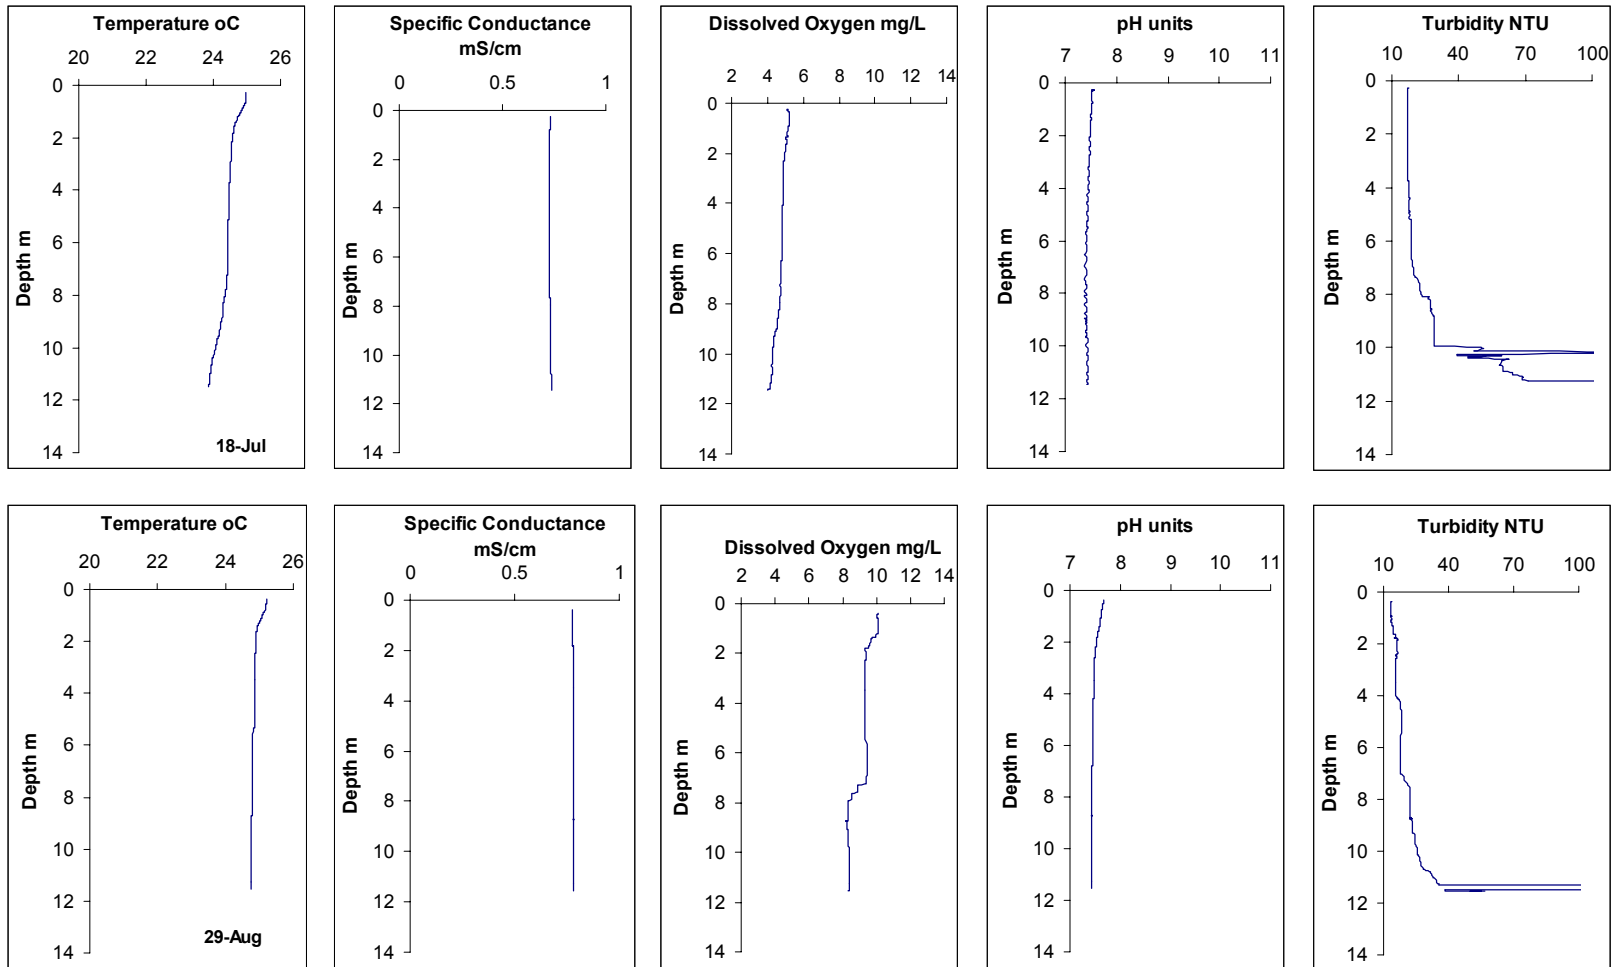 Temperature oC
20 22 24 26
0
2
4
6
8
10
12
14
Depth m
18-Jul
Specific Conductance
mS/cm
0 0.5 1
0
2
4
6
8
10
12
14
Depth m
Dissolved Oxygen mg/L
2 4 6 8 10 12 14
0
2
4
6
8
10
12
14
Depth m
pH units
7 8 9 10 11
0
2
4
6
8
10
12
14
Depth m
Turbidity NTU
10 40 70 100
0
2
4
6
8
10
12
14
Depth m
Temperature oC
20 22 24 26
0
2
4
6
8
10
12
14
Depth m
29-Aug
Specific Conductance
mS/cm
0 0.5 1
0
2
4
6
8
10
12
14
Depth m
Dissolved Oxygen mg/L
2 4 6 8 10 12 14
0
2
4
6
8
10
12
14
Depth m
pH units
7 8 9 10 11
0
2
4
6
8
10
12
14
Depth m
Turbidity NTU
10 40 70 100
0
2
4
6
8
10
12
14
Depth m